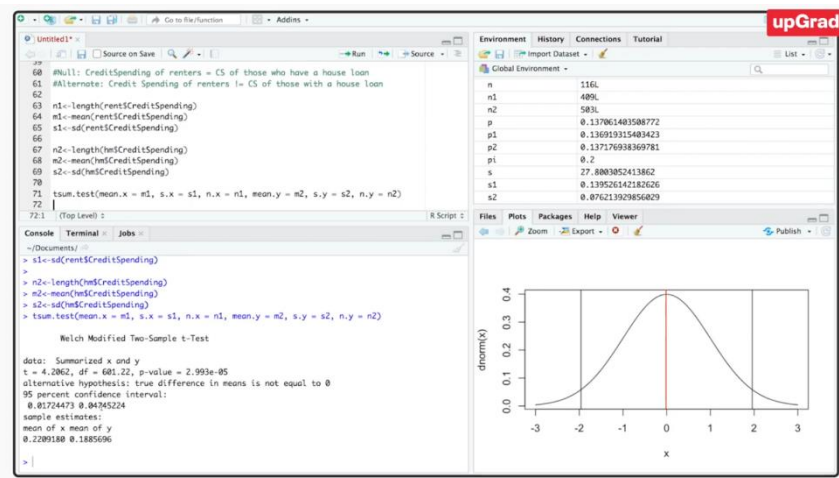 upGrad
Go to file/function
Addins
Untitled1*
Source on Save
Run
Source
59
60 #Null: CreditSpending of renters = CS of those who have a house loan
61 #Alternate: Credit Spending of renters != CS of those with a house loan
62
63 n1<-length(rent$CreditSpending)
64 m1<-mean(rent$CreditSpending)
65 s1<-sd(rent$CreditSpending)
66
67 n2<-length(hm$CreditSpending)
68 m2<-mean(hm$CreditSpending)
69 s2<-sd(hm$CreditSpending)
70
71 tsum.test(mean.x = m1, s.x = s1, n.x = n1, mean.y = m2, s.y = s2, n.y = n2)
72
72:1 (Top Level) R Script
Console Terminal Jobs
~/Documents/
> s1<-sd(rent$CreditSpending)
>
> n2<-length(hm$CreditSpending)
> m2<-mean(hm$CreditSpending)
> s2<-sd(hm$CreditSpending)
> tsum.test(mean.x = m1, s.x = s1, n.x = n1, mean.y = m2, s.y = s2, n.y = n2)
Welch Modified Two-Sample t-Test
data: Summarized x and y
t = 4.2062, df = 601.22, p-value = 2.993e-05
alternative hypothesis: true difference in means is not equal to 0
95 percent confidence interval:
0.01724473 0.04745224
sample estimates:
mean of x mean of y
0.2209180 0.1885696
>
Environment History Connections Tutorial
Import Dataset List
Global Environment
n 116L
n1 409L
n2 503L
p 0.137061403508772
p1 0.136919315403423
p2 0.137176938369781
pi 0.2
s 27.8003052413862
s1 0.139526142182626
s2 0.076213929856029
Files Plots Packages Help Viewer
Zoom Export Publish
dnorm(x)
0.4
0.3
0.2
0.1
0.0
-3 -2 -1 0 1 2 3
x